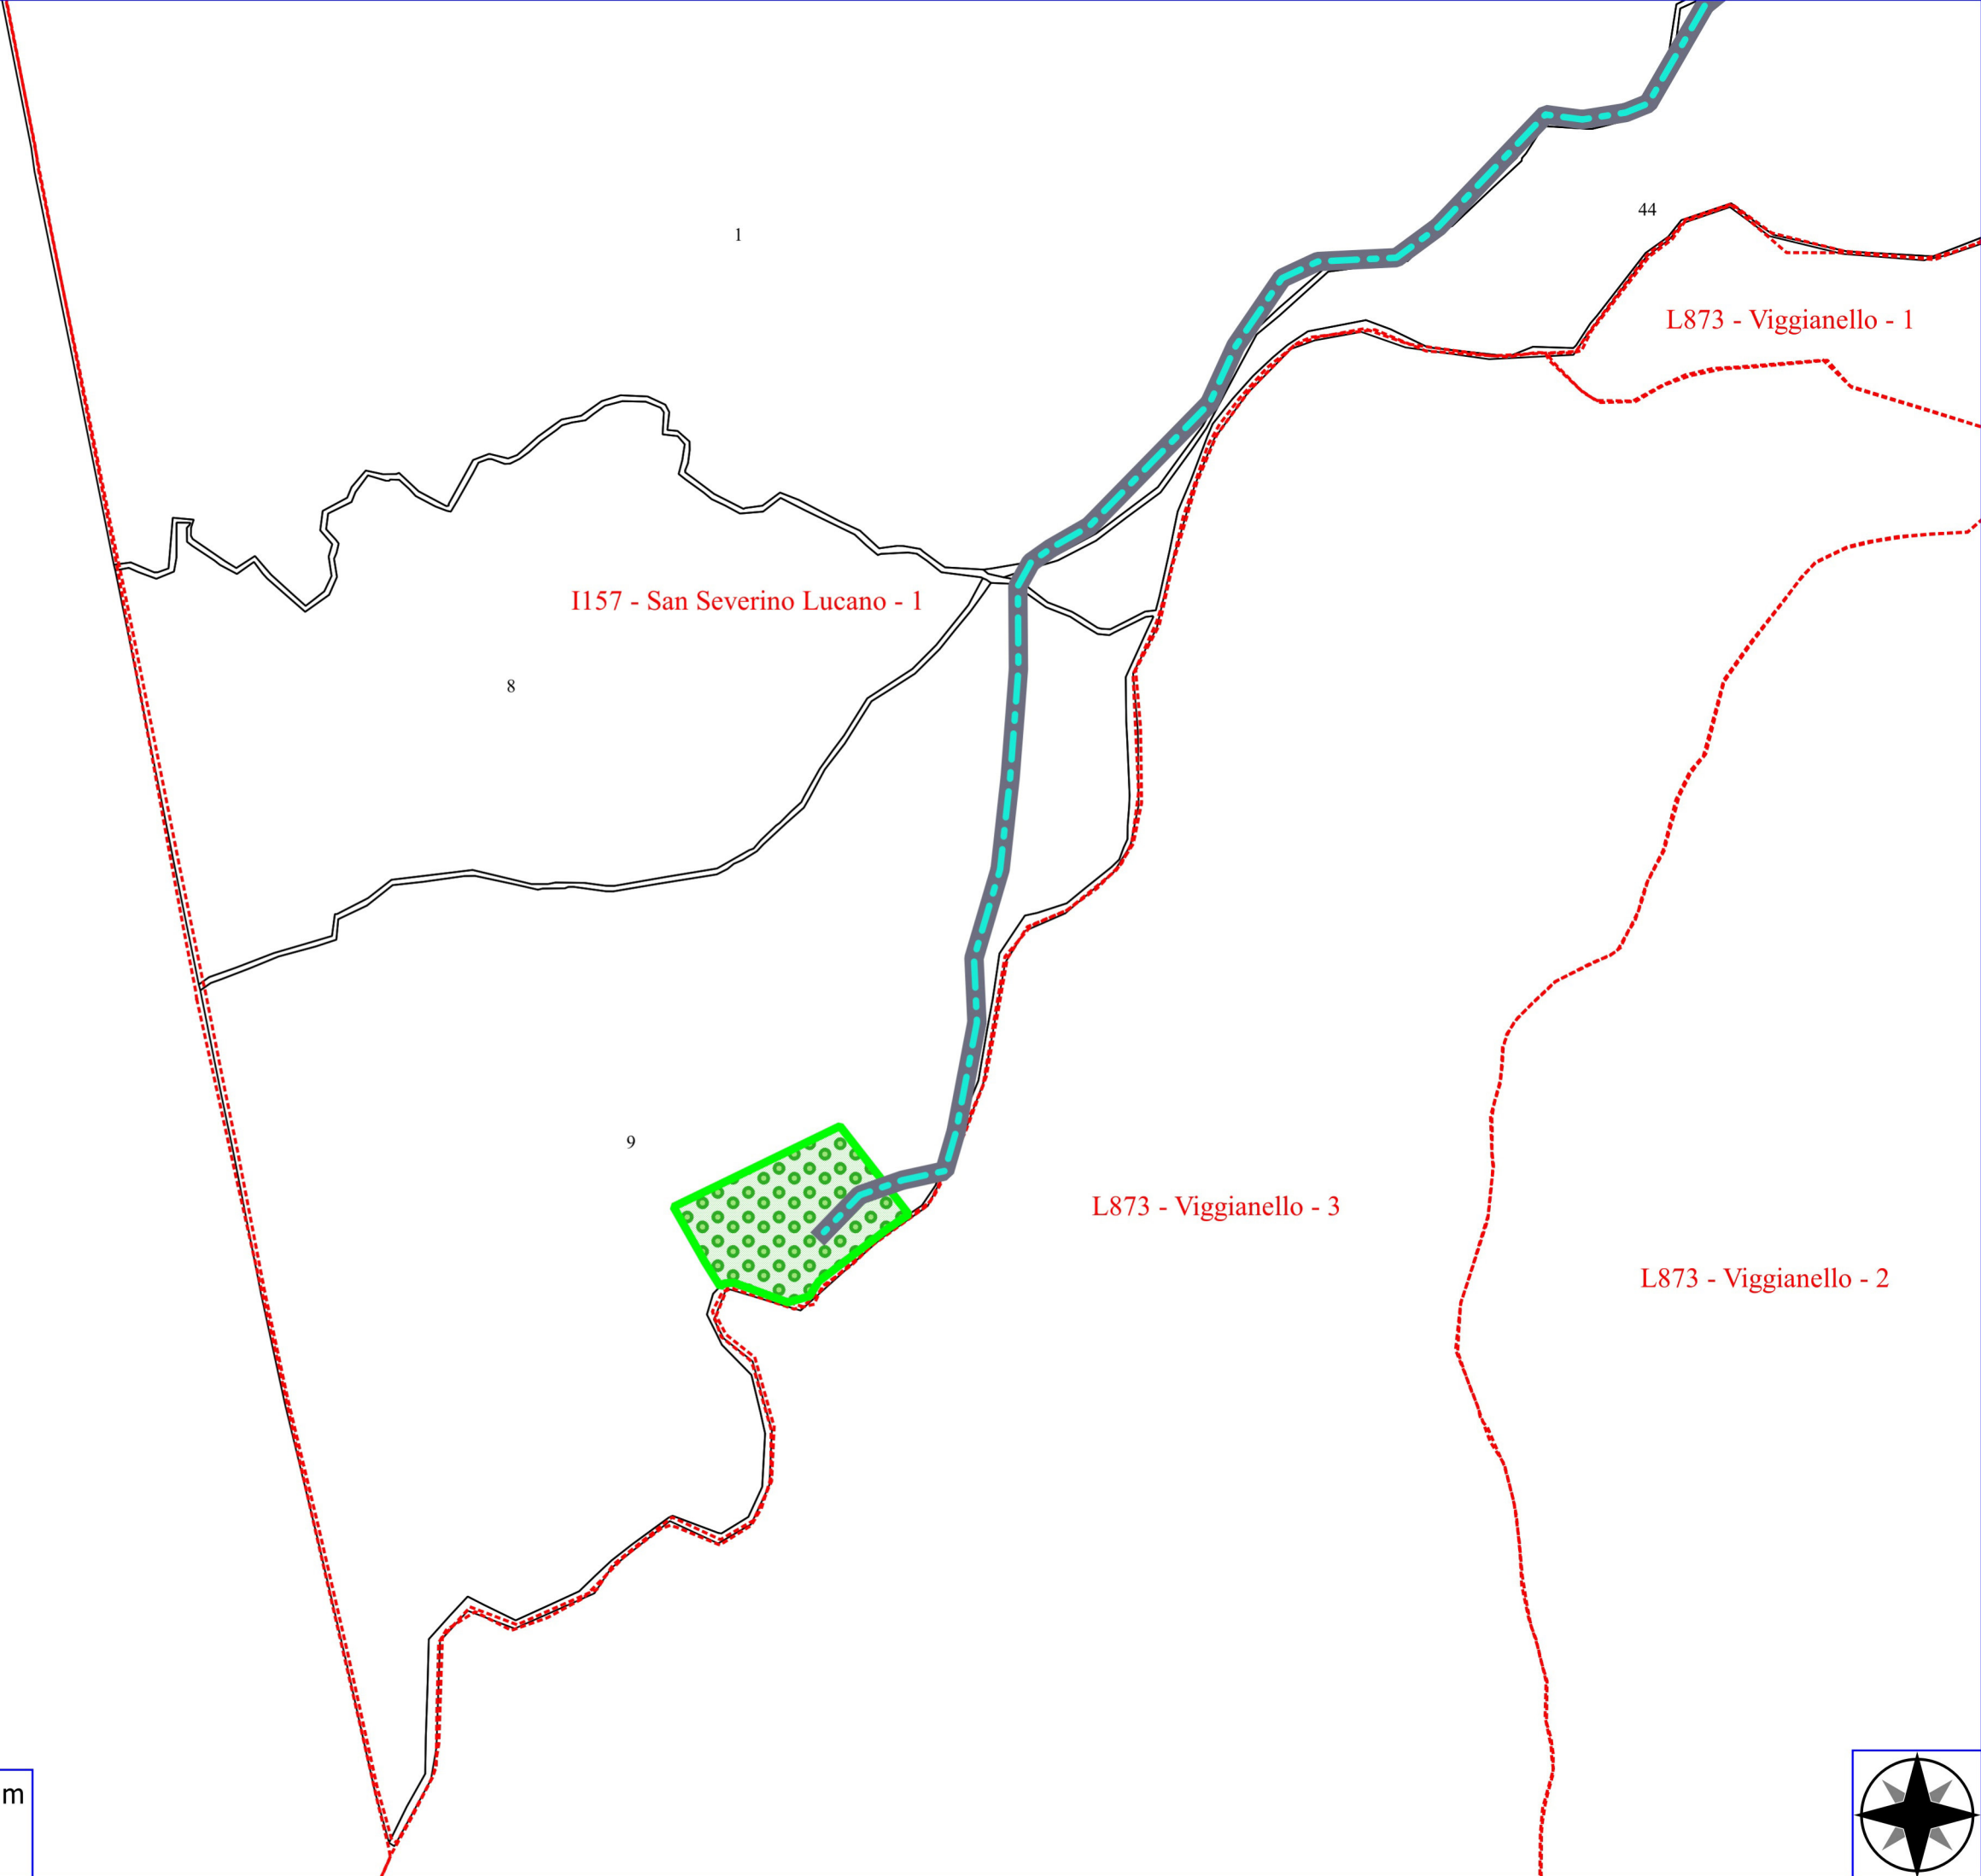 44
1
L873 - Viggianello - 1
I157 - San Severino Lucano - 1
8
9
L873 - Viggianello - 3
L873 - Viggianello - 2
m